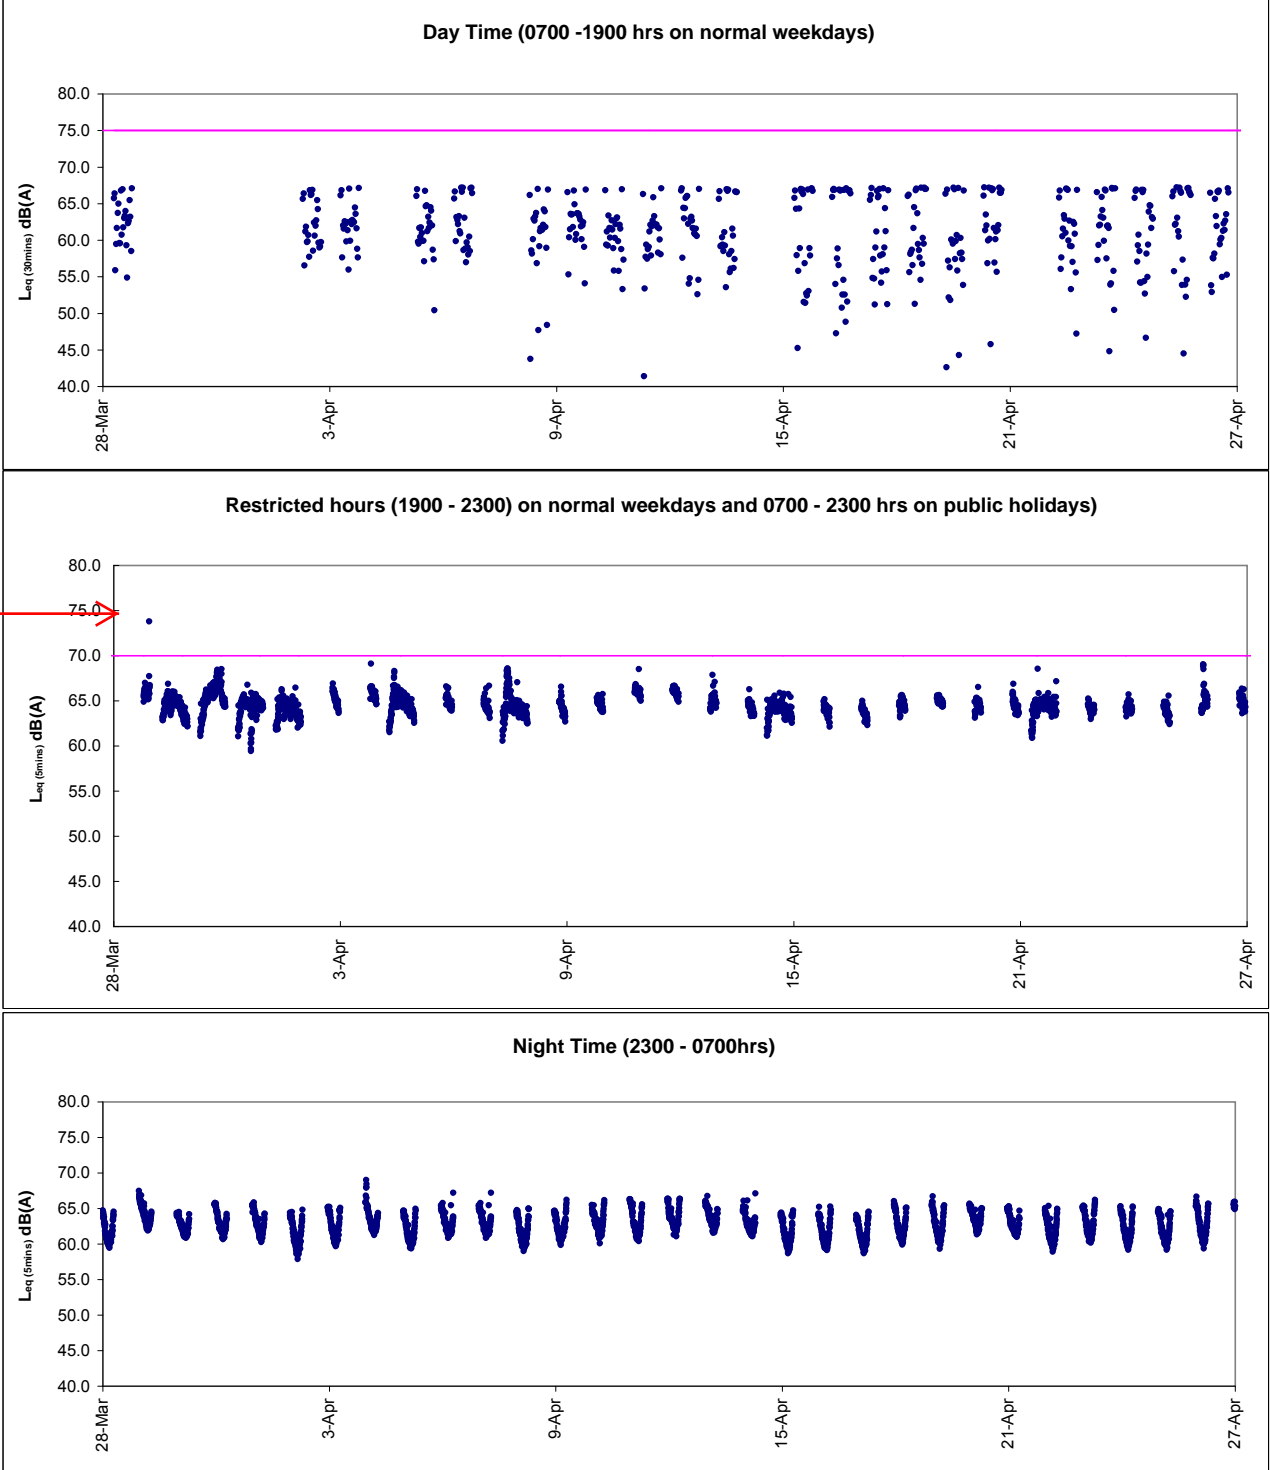 Day Time (0700 -1900 hrs on normal weekdays)
80.0
75.0
70.0
65.0
60.0
55.0
50.0
45.0
40.0
Leq (30mins) dB(A)
28-Mar
3-Apr
9-Apr
15-Apr
21-Apr
27-Apr
Restricted hours (1900 - 2300) on normal weekdays and 0700 - 2300 hrs on public holidays)
80.0
75.0
70.0
65.0
60.0
55.0
50.0
45.0
40.0
Leq (5mins) dB(A)
28-Mar
3-Apr
9-Apr
15-Apr
21-Apr
27-Apr
Night Time (2300 - 0700hrs)
80.0
75.0
70.0
65.0
60.0
55.0
50.0
45.0
40.0
Leq (5mins) dB(A)
28-Mar
3-Apr
9-Apr
15-Apr
21-Apr
27-Apr